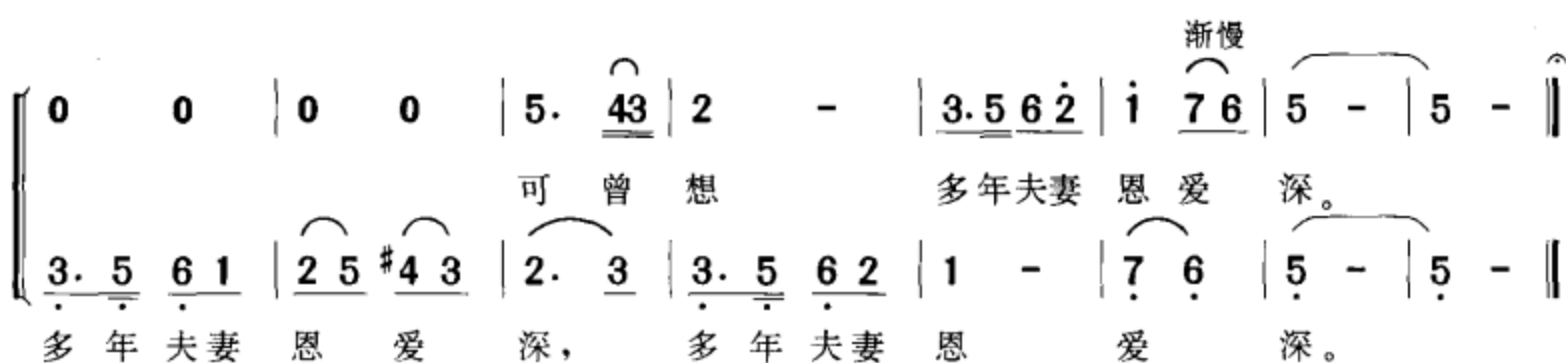 渐慢
0 0 | 0 0 | 5. 43 | 2 - | 3.5 6 2̇ | 1̇ 7 6 | 5 - | 5 - ‖
可 曾 想 多年夫妻 恩 爱 深。
3̣. 5̣ 6̣ 1 | 2 5 #4 3 | 2. 3 | 3̣. 5̣ 6̣ 2 | 1 - | 7̣ 6̣ | 5̣ - | 5̣ - ‖
多 年 夫妻 恩 爱 深， 多 年 夫妻 恩 爱 深。